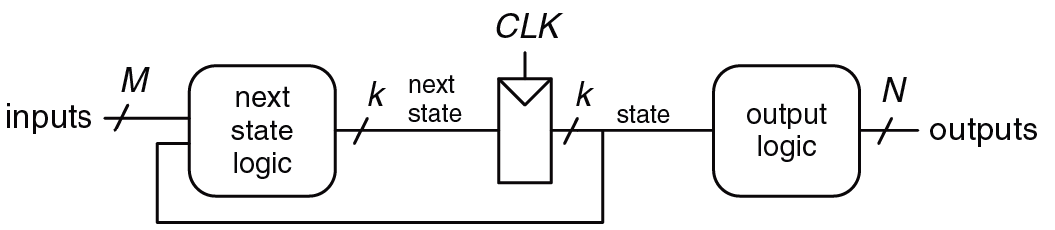 CLK
inputs
M
next
state
logic
k
next
state
k
state
output
logic
N
outputs